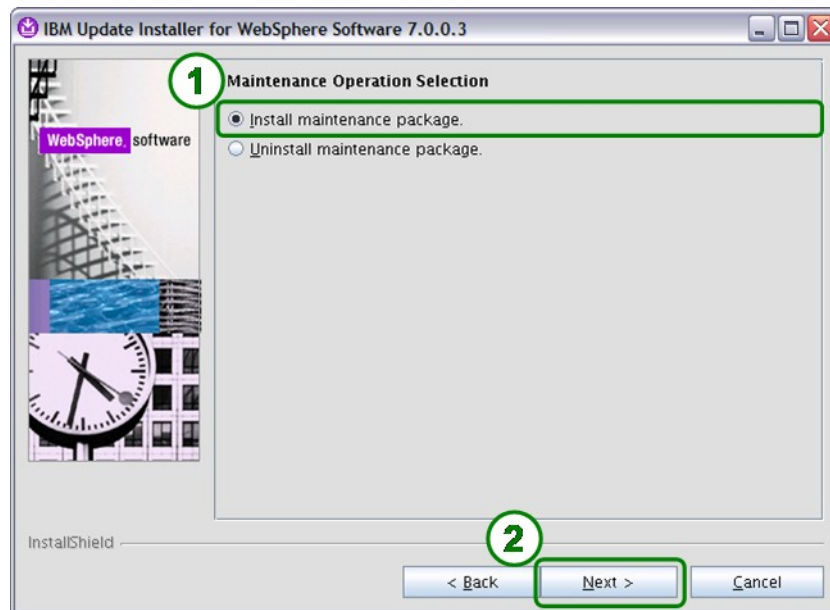 IBM Update Installer for WebSphere Software 7.0.0.3
1
Maintenance Operation Selection
Install maintenance package.
Uninstall maintenance package.
WebSphere. software
InstallShield
2
< Back
Next >
Cancel